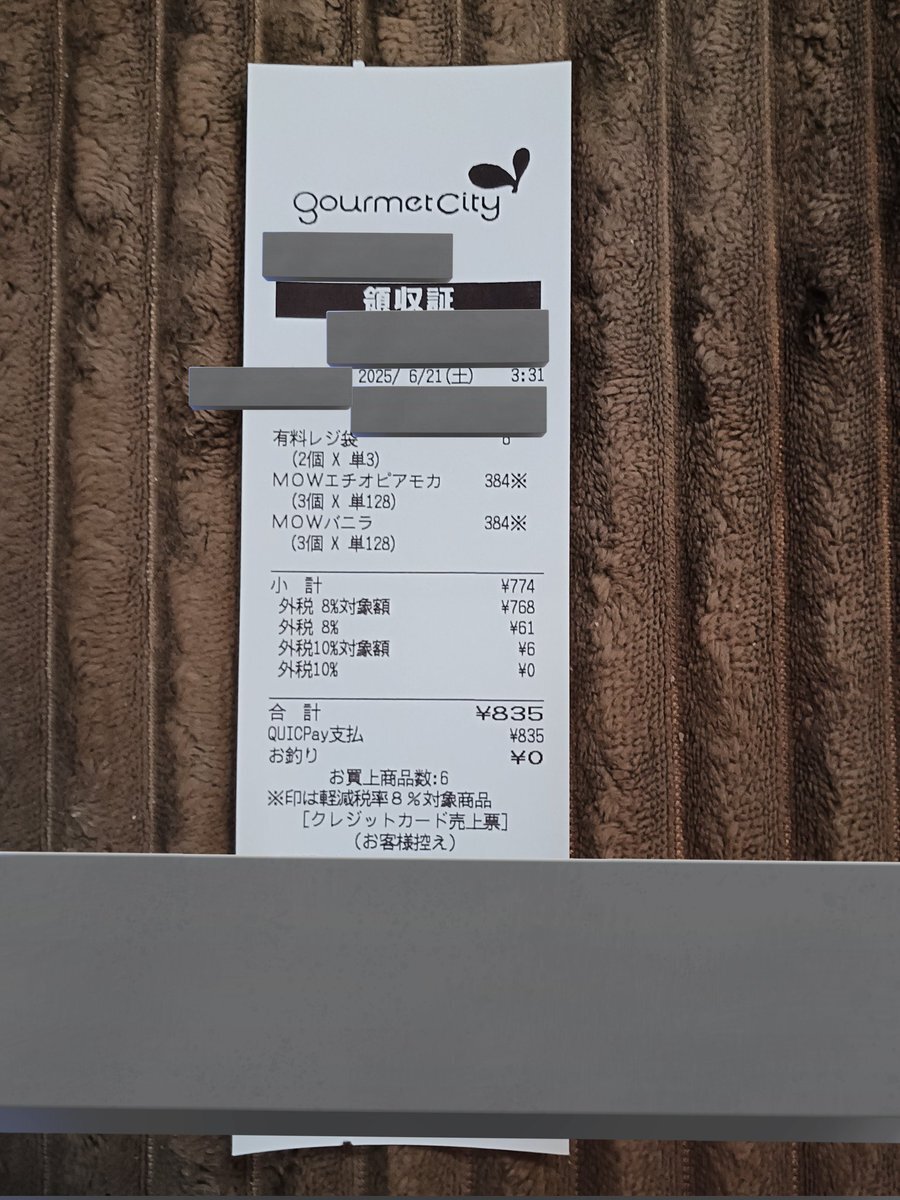 gourmetcity
領収証
2025/ 6/21(土) 3:31
有料レジ袋 6
(2個 X 単3)
MOWエチオピアモカ 384※
(3個 X 単128)
MOWバニラ 384※
(3個 X 単128)
小 計 ¥774
外税 8%対象額 ¥768
外税 8% ¥61
外税10%対象額 ¥6
外税10% ¥0
合 計 ¥835
QUICPay支払 ¥835
お釣り ¥0
お買上商品数:6
※印は軽減税率8%対象商品
[クレジットカード売上票]
(お客様控え)